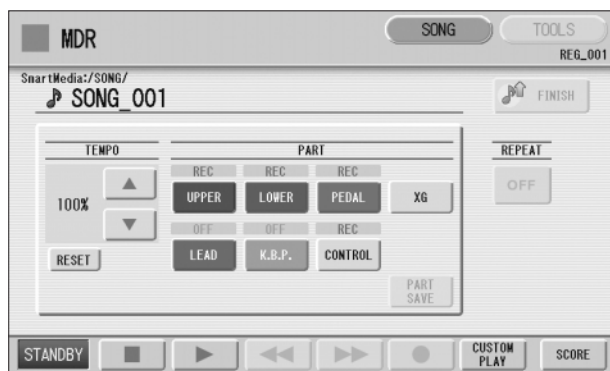 MDR
SONG
TOOLS
REG_001
SmartMedia:/SONG/
SONG_001
FINISH
TEMPO
PART
REPEAT
REC REC REC
100%
UPPER LOWER PEDAL XG
OFF
OFF OFF REC
RESET
LEAD K.B.P. CONTROL
PART
SAVE
STANDBY
CUSTOM
PLAY
SCORE